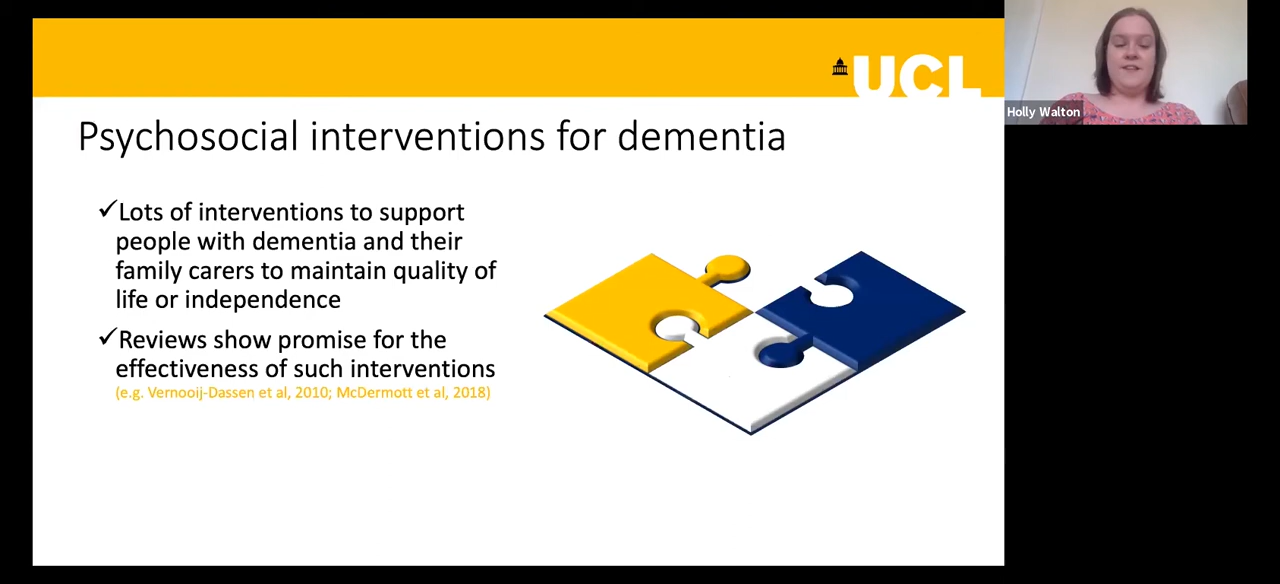 UCL
Holly Walton
Psychosocial interventions for dementia
✓Lots of interventions to support
people with dementia and their
family carers to maintain quality of
life or independence
✓Reviews show promise for the
effectiveness of such interventions
(e.g. Vernooij-Dassen et al, 2010; McDermott et al, 2018)